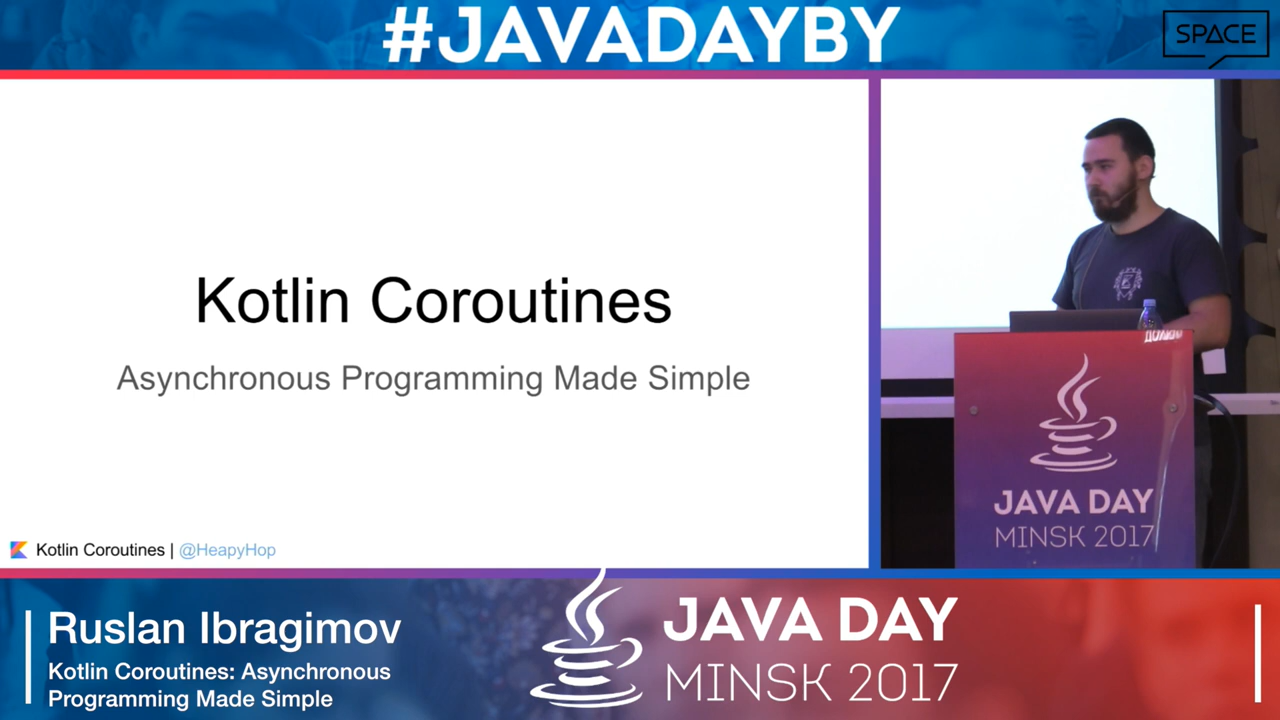 #JAVADAYBY
SPACE
Kotlin Coroutines
Asynchronous Programming Made Simple
Kotlin Coroutines | @HeapyHop
JAVA DAY
MINSK 2017
Ruslan Ibragimov
Kotlin Coroutines: Asynchronous
Programming Made Simple
JAVA DAY
MINSK 2017